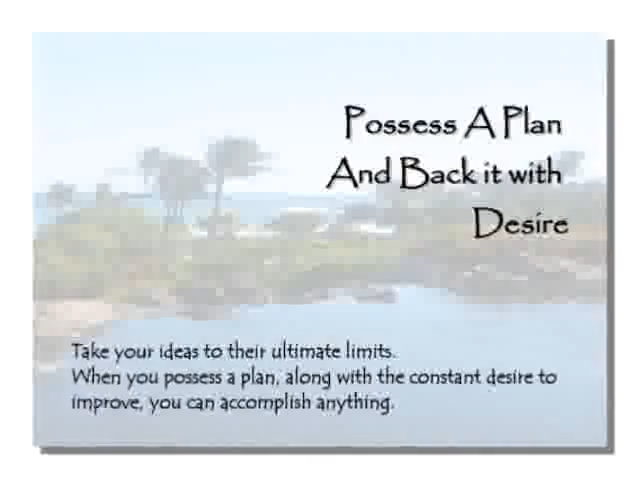 Possess A Plan
And Back it with
Desire
Take your ideas to their ultimate limits.
When you possess a plan, along with the constant desire to
improve, you can accomplish anything.